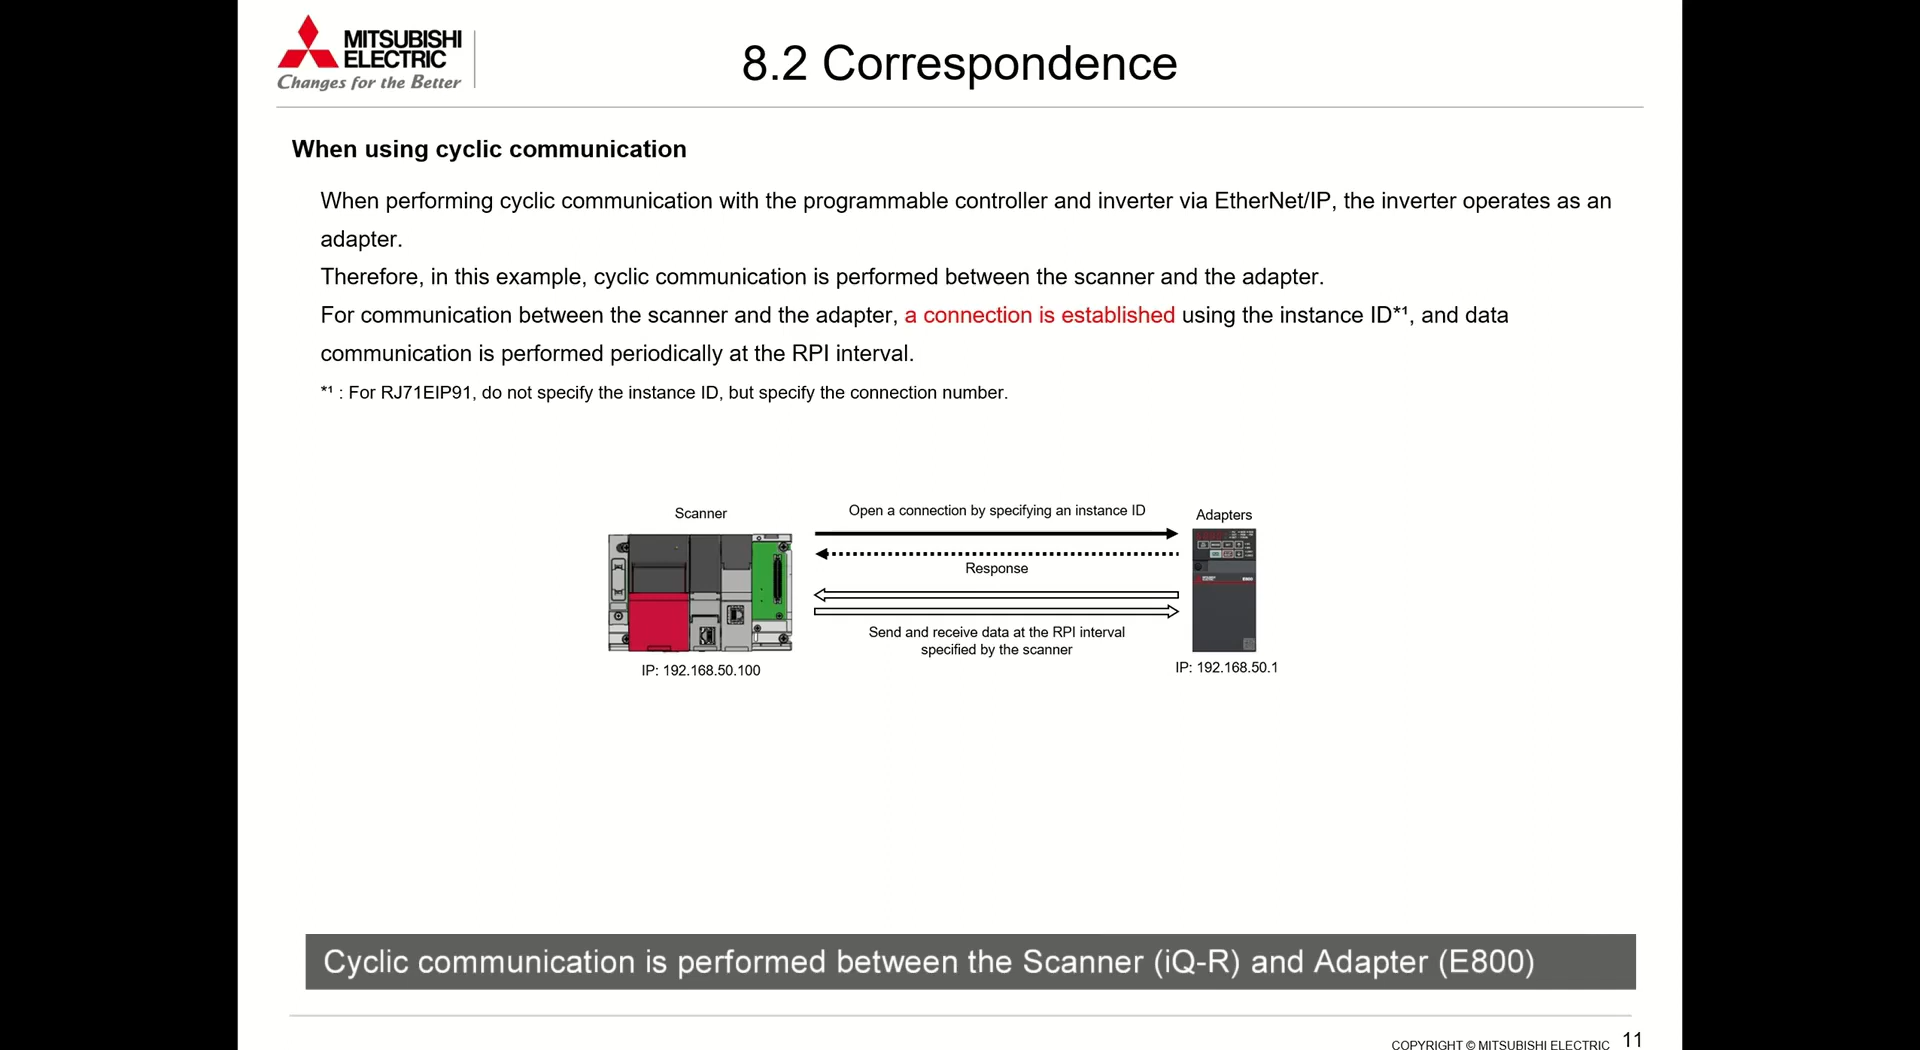 MITSUBISHI
ELECTRIC
Changes for the Better
8.2 Correspondence
When using cyclic communication
When performing cyclic communication with the programmable controller and inverter via EtherNet/IP, the inverter operates as an
adapter.
Therefore, in this example, cyclic communication is performed between the scanner and the adapter.
For communication between the scanner and the adapter, a connection is established using the instance ID*¹, and data
communication is performed periodically at the RPI interval.
*¹ : For RJ71EIP91, do not specify the instance ID, but specify the connection number.
Scanner
Open a connection by specifying an instance ID
Adapters
Response
E800
Send and receive data at the RPI interval
specified by the scanner
IP: 192.168.50.100
IP: 192.168.50.1
Cyclic communication is performed between the Scanner (iQ-R) and Adapter (E800)
COPYRIGHT © MITSUBISHI ELECTRIC
11